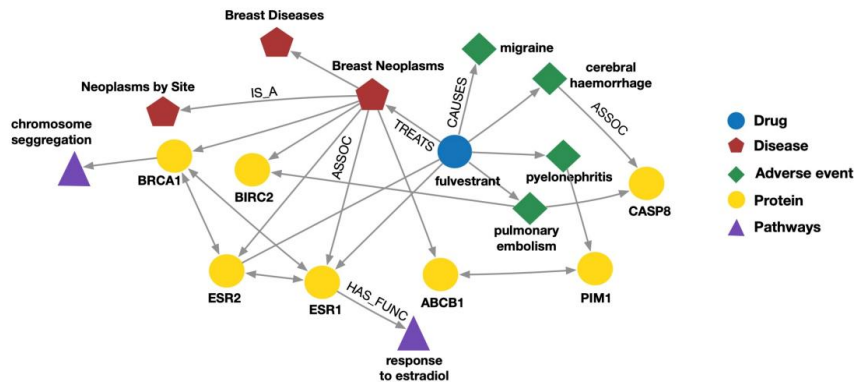 Breast Diseases
migraine
Breast Neoplasms
cerebral
haemorrhage
Neoplasms by Site
IS_A
CAUSES
ASSOC
chromosome
seggregation
TREATS
Drug
Disease
Adverse event
Protein
Pathways
ASSOC
BRCA1
BIRC2
fulvestrant
pyelonephritis
CASP8
pulmonary
embolism
ESR2
ESR1
HAS_FUNC
ABCB1
PIM1
response
to estradiol